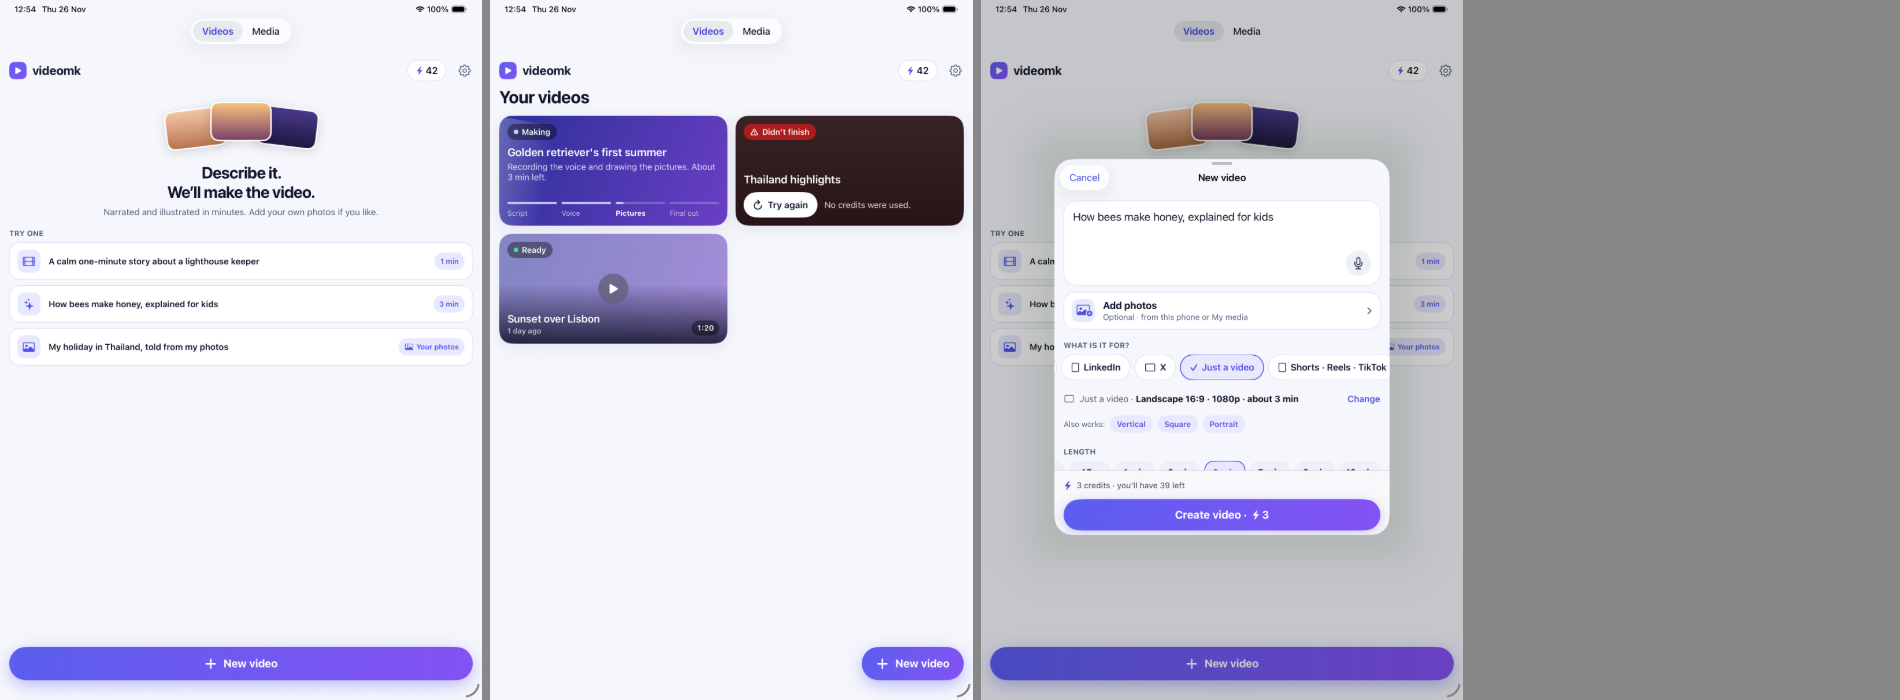 12:54 Thu 26 Nov
100%
Videos
Media
videomk
42
Describe it.
We'll make the video.
Narrated and illustrated in minutes. Add your own photos if you like.
TRY ONE
A calm one-minute story about a lighthouse keeper
1 min
How bees make honey, explained for kids
3 min
My holiday in Thailand, told from my photos
Your photos
New video
12:54 Thu 26 Nov
100%
Videos
Media
videomk
42
Your videos
Making
Golden retriever's first summer
Recording the voice and drawing the pictures. About
3 min left.
Script
Voice
Pictures
Final cut
Didn't finish
Thailand highlights
Try again
No credits were used.
Ready
Sunset over Lisbon
1 day ago
1:20
New video
12:54 Thu 26 Nov
100%
Videos
Media
videomk
42
TRY ONE
A calm
1 min
How b
3 min
My ho
Your photos
Cancel
New video
How bees make honey, explained for kids
Add photos
Optional · from this phone or My media
WHAT IS IT FOR?
LinkedIn
X
Just a video
Shorts · Reels · TikTok
Just a video · Landscape 16:9 · 1080p · about 3 min
Change
Also works:
Vertical
Square
Portrait
LENGTH
3 credits · you'll have 39 left
Create video · 3
New video